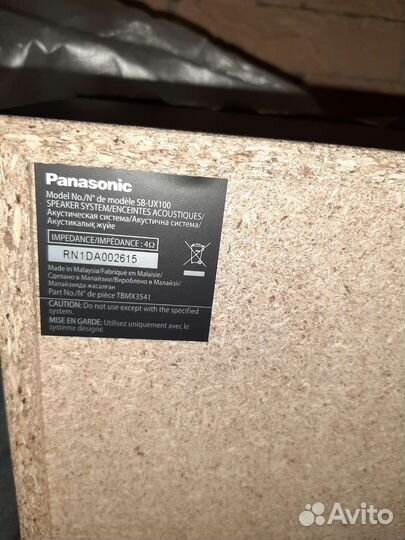 Panasonic
Model No./N° de modèle SB-UX100
SPEAKER SYSTEM/ENCEINTES ACOUSTIQUES/
Акустическая система/Акустична система/
Акустикалық жүйе
IMPEDANCE/IMPÉDANCE : 4Ω
RN1DA002615
Made in Malaysia/Fabriqué en Malaisie/
Сделано в Малайзии/Вироблено в Малайзії/
Малайзияда жасалған
Part No./N° de pièce TBMX3541
CAUTION: Do not use except with the specified system.
MISE EN GARDE: Utilisez uniquement avec le
système designé.
Avito